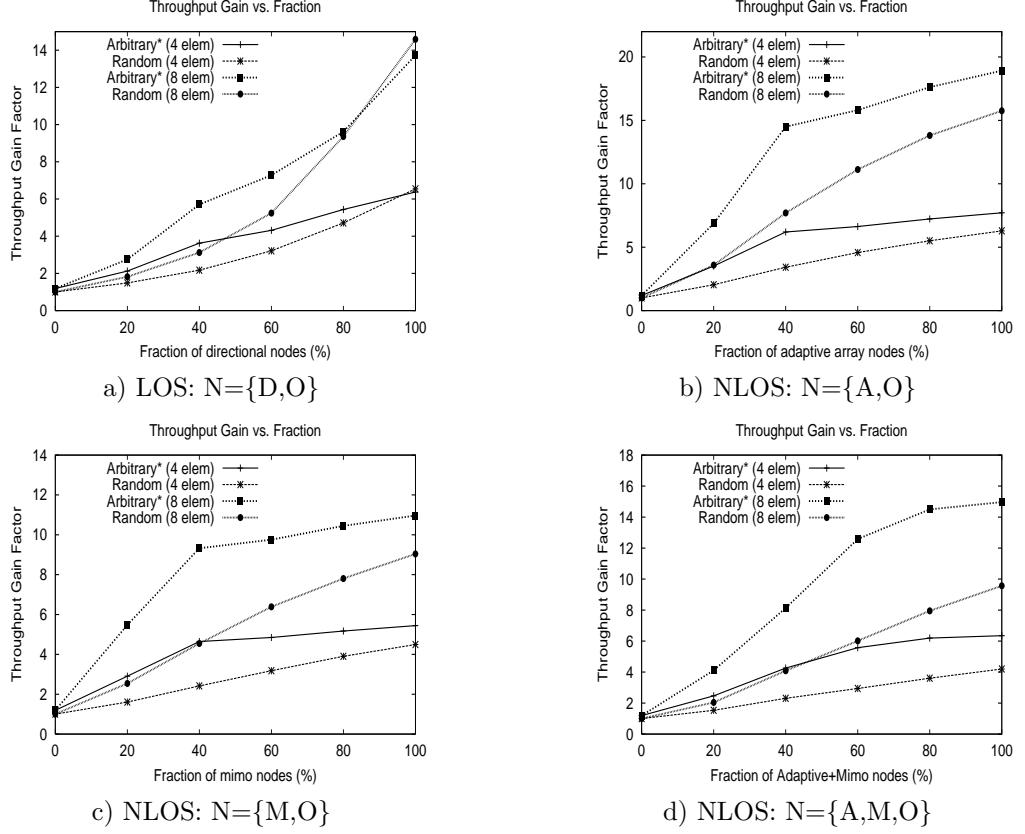 Throughput Gain vs. Fraction
Throughput Gain Factor
14
12
10
8
6
4
2
0
Arbitrary* (4 elem)
Random (4 elem)
Arbitrary* (8 elem)
Random (8 elem)
0 20 40 60 80 100
Fraction of directional nodes (%)
a) LOS: N={D,O}
Throughput Gain vs. Fraction
Throughput Gain Factor
20
15
10
5
0
Arbitrary* (4 elem)
Random (4 elem)
Arbitrary* (8 elem)
Random (8 elem)
0 20 40 60 80 100
Fraction of adaptive array nodes (%)
b) NLOS: N={A,O}
Throughput Gain vs. Fraction
Throughput Gain Factor
14
12
10
8
6
4
2
0
Arbitrary* (4 elem)
Random (4 elem)
Arbitrary* (8 elem)
Random (8 elem)
0 20 40 60 80 100
Fraction of mimo nodes (%)
c) NLOS: N={M,O}
Throughput Gain vs. Fraction
Throughput Gain Factor
18
16
14
12
10
8
6
4
2
0
Arbitrary* (4 elem)
Random (4 elem)
Arbitrary* (8 elem)
Random (8 elem)
0 20 40 60 80 100
Fraction of Adaptive+Mimo nodes (%)
d) NLOS: N={A,M,O}